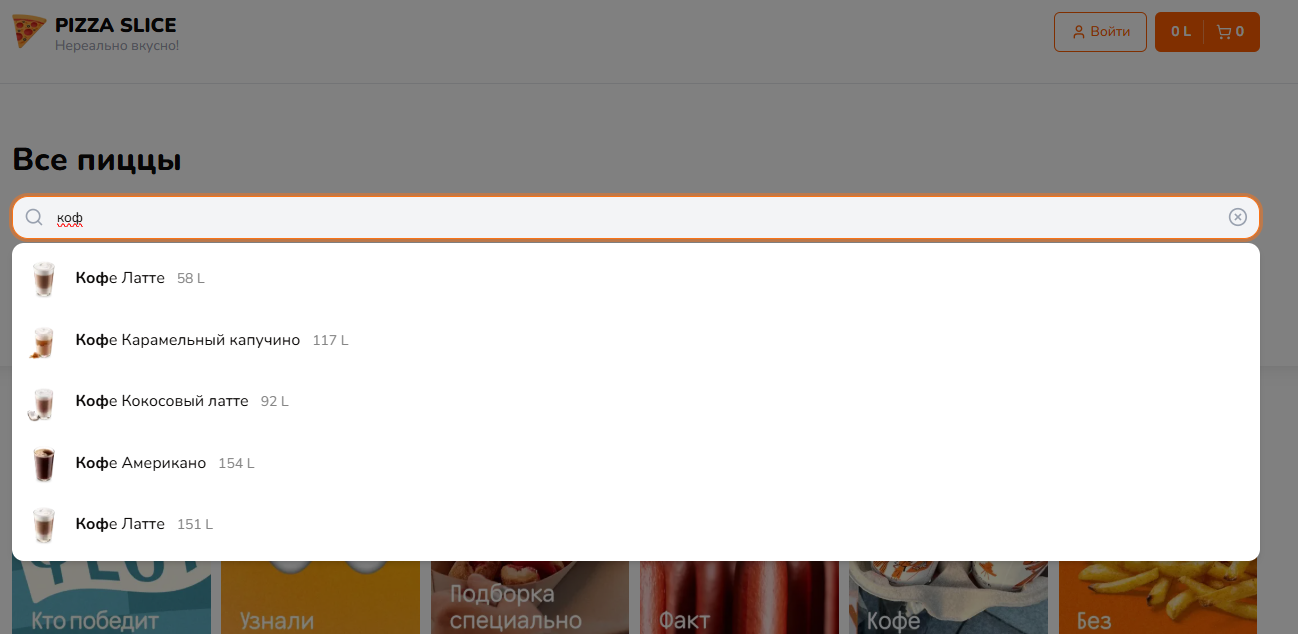 PIZZA SLICE
Нереально вкусно!
Войти
0 L
0
Все пиццы
коф
Кофе Латте 58 L
Кофе Карамельный капучино 117 L
Кофе Кокосовый латте 92 L
Кофе Американо 154 L
Кофе Латте 151 L
Подборка
Кто победит Узнали специально Факт Кофе Без